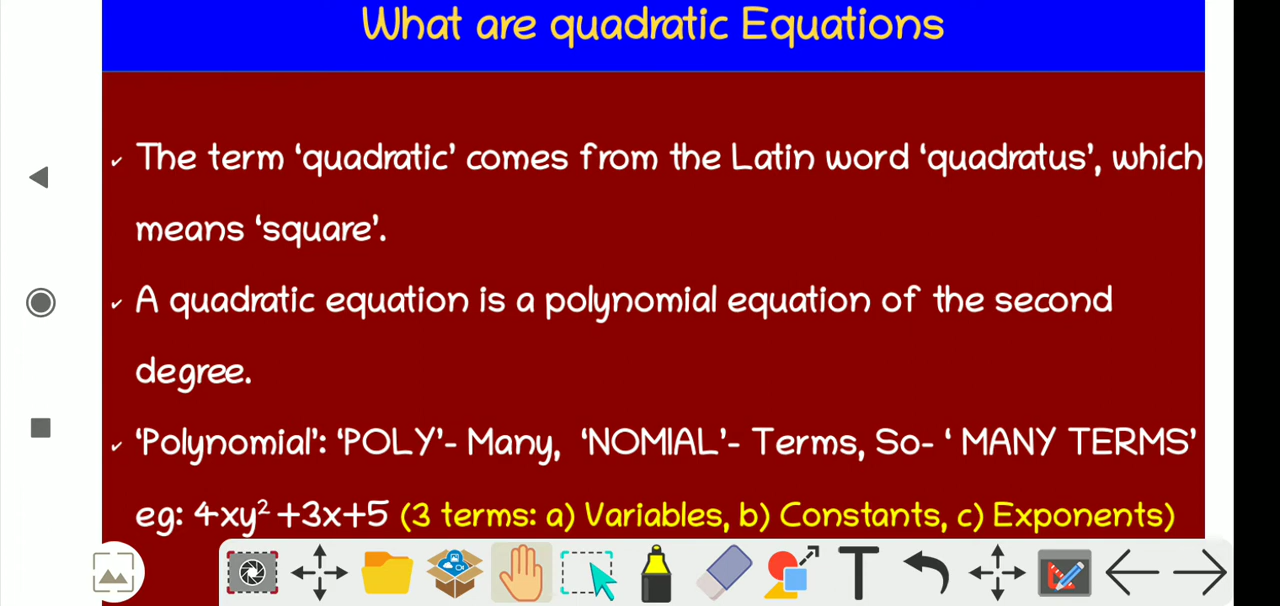 What are quadratic Equations
✓ The term ‘quadratic’ comes from the Latin word ‘quadratus’, which
means ‘square’.
✓ A quadratic equation is a polynomial equation of the second
degree.
✓ ‘Polynomial’: ‘POLY’- Many, ‘NOMIAL’- Terms, So- ‘ MANY TERMS’
eg: 4xy² +3x+5 (3 terms: a) Variables, b) Constants, c) Exponents)
T